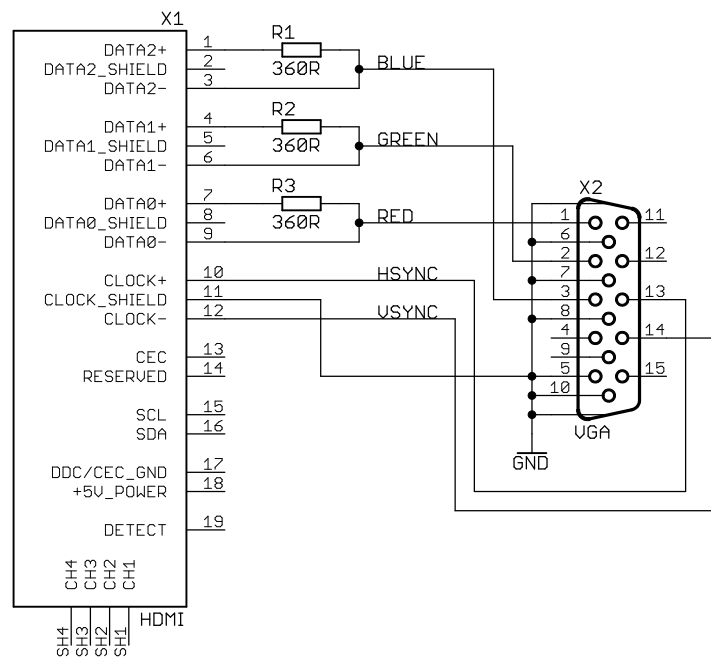 X1
DATA2+ 1 R1
DATA2_SHIELD 2 BLUE
DATA2- 3 360R
DATA1+ 4 R2
DATA1_SHIELD 5 GREEN
DATA1- 6 360R
DATA0+ 7 R3
DATA0_SHIELD 8 RED
DATA0- 9 360R
CLOCK+ 10 HSYNC
CLOCK_SHIELD 11
CLOCK- 12 VSYNC
CEC 13
RESERVED 14
SCL 15
SDA 16
DDC/CEC_GND 17
+5V_POWER 18
DETECT 19
CH4 CH3 CH2 CH1
HDMI
SH4 SH3 SH2 SH1
X2
1 11
6
2 12
7
3 13
8
4 14
9
5 15
10
VGA
GND